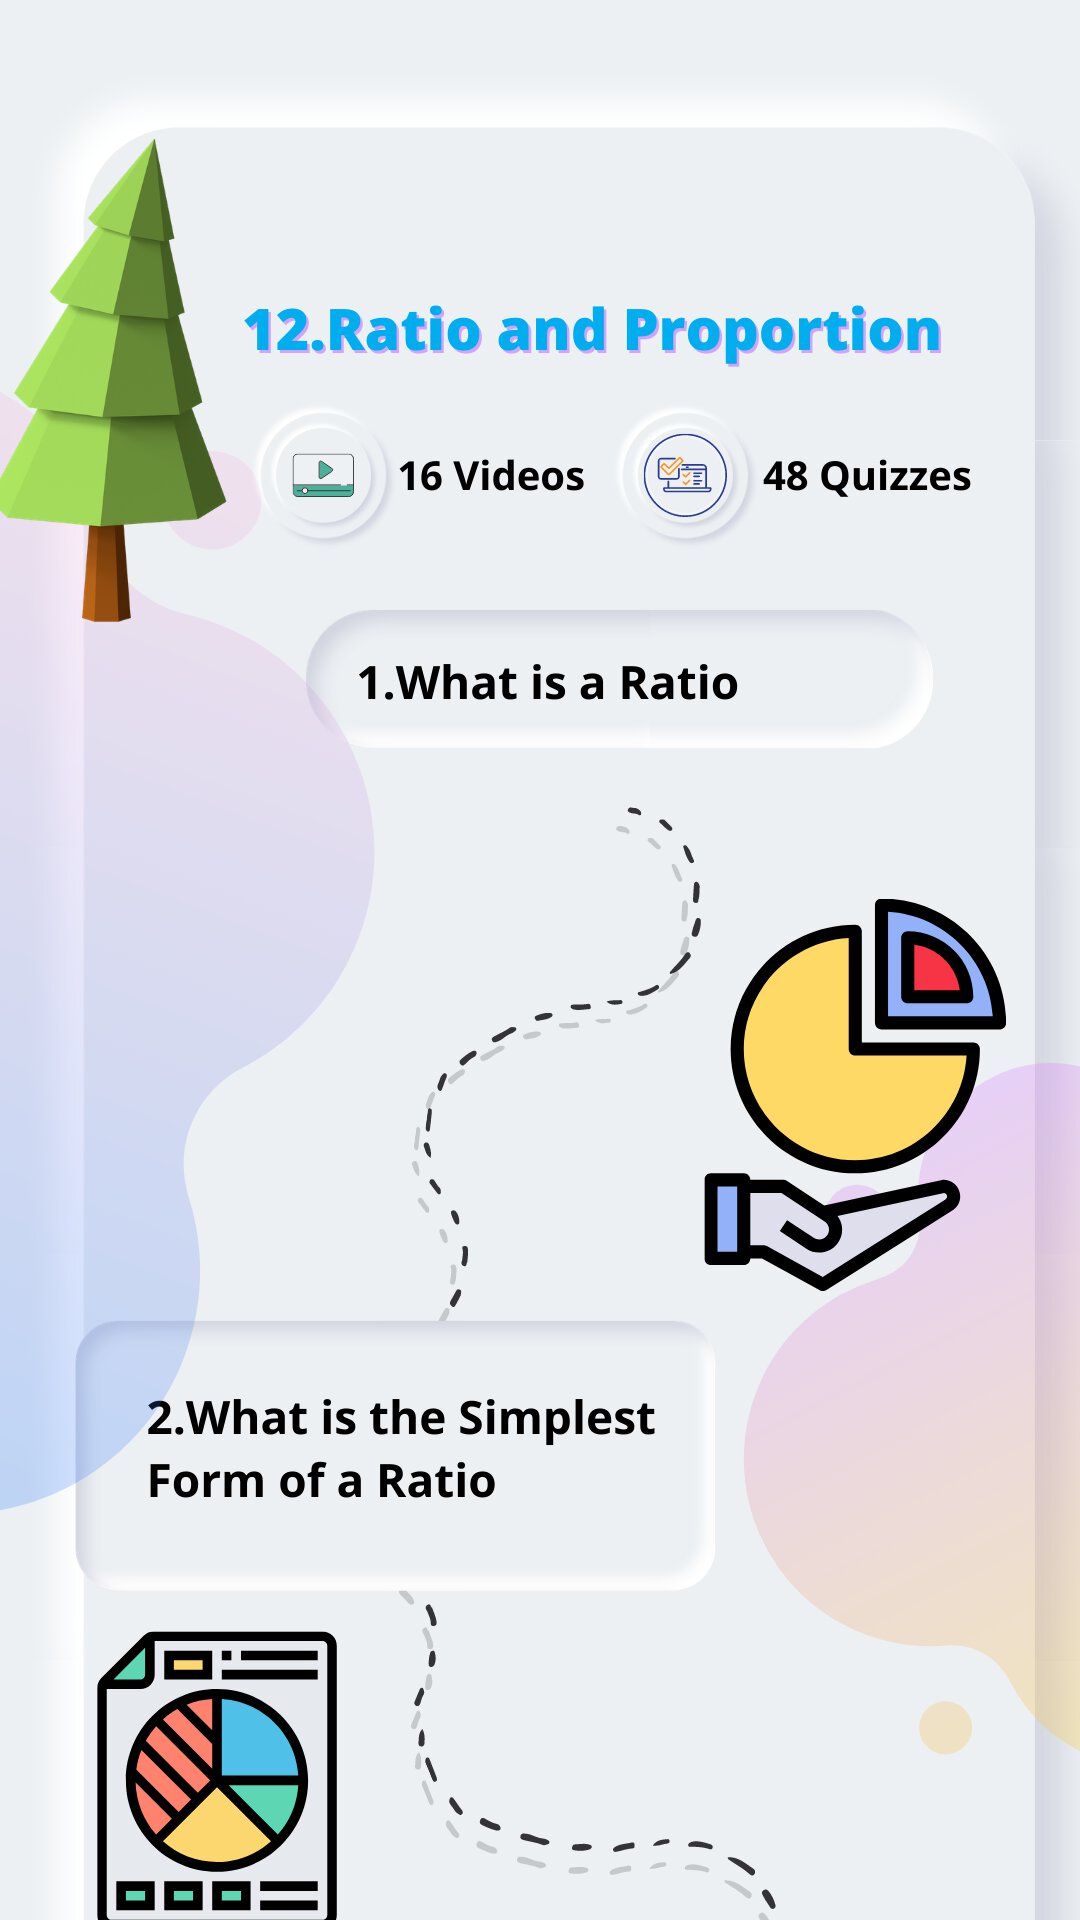 12.Ratio and Proportion
16 Videos
48 Quizzes
1.What is a Ratio
2.What is the Simplest
Form of a Ratio